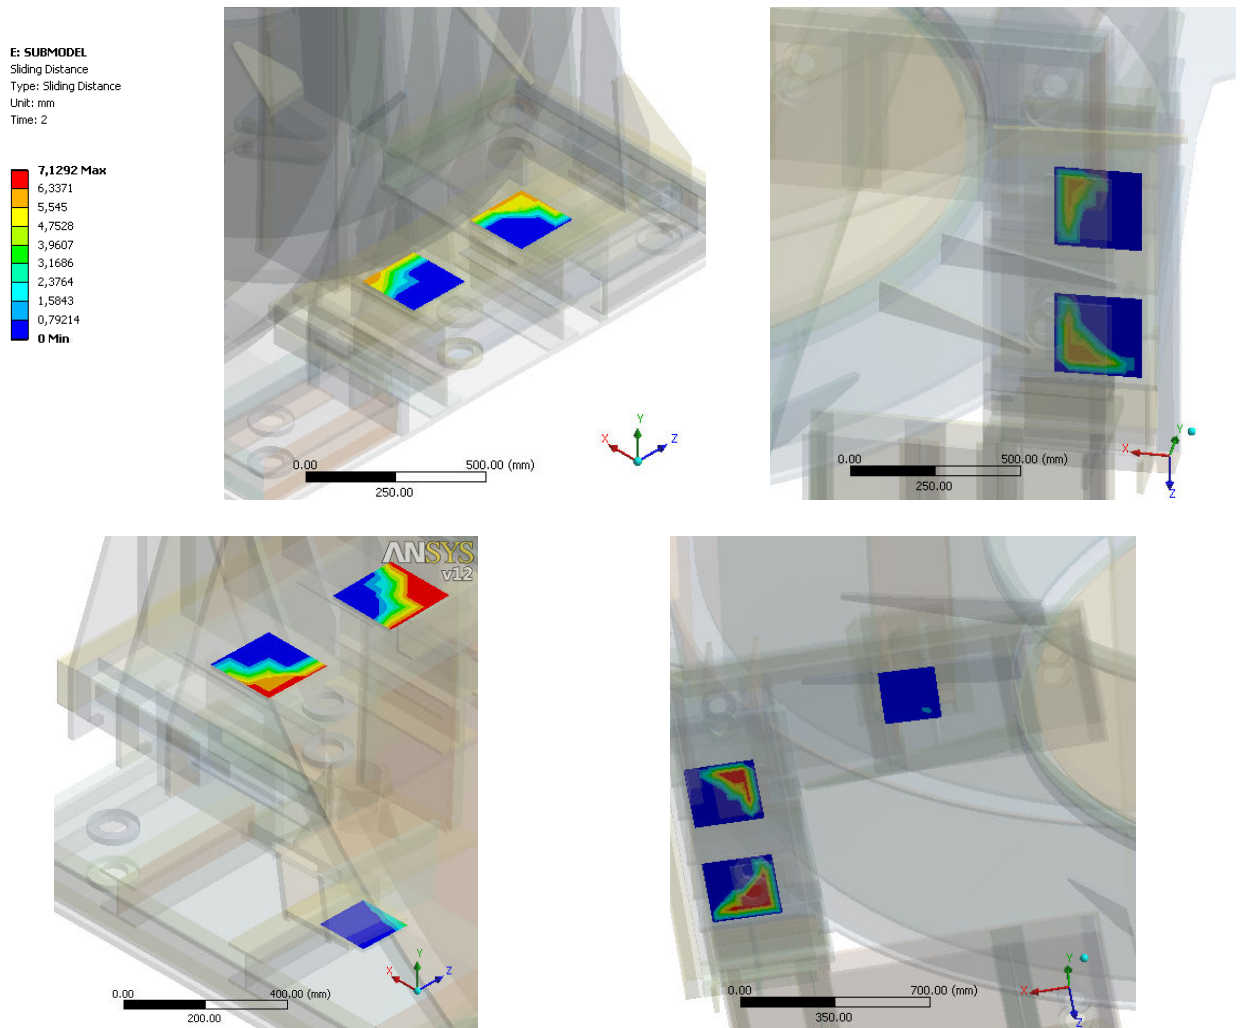 E: SUBMODEL
Sliding Distance
Type: Sliding Distance
Unit: mm
Time: 2
7,1292 Max
6,3371
5,545
4,7528
3,9607
3,1686
2,3764
1,5843
0,79214
0 Min
Y
X
Z
0.00
500.00 (mm)
250.00
Y
X
Z
0.00
500.00 (mm)
250.00
ANSYS
v12
Y
X
Z
0.00
400.00 (mm)
200.00
Y
X
Z
0.00
700.00 (mm)
350.00